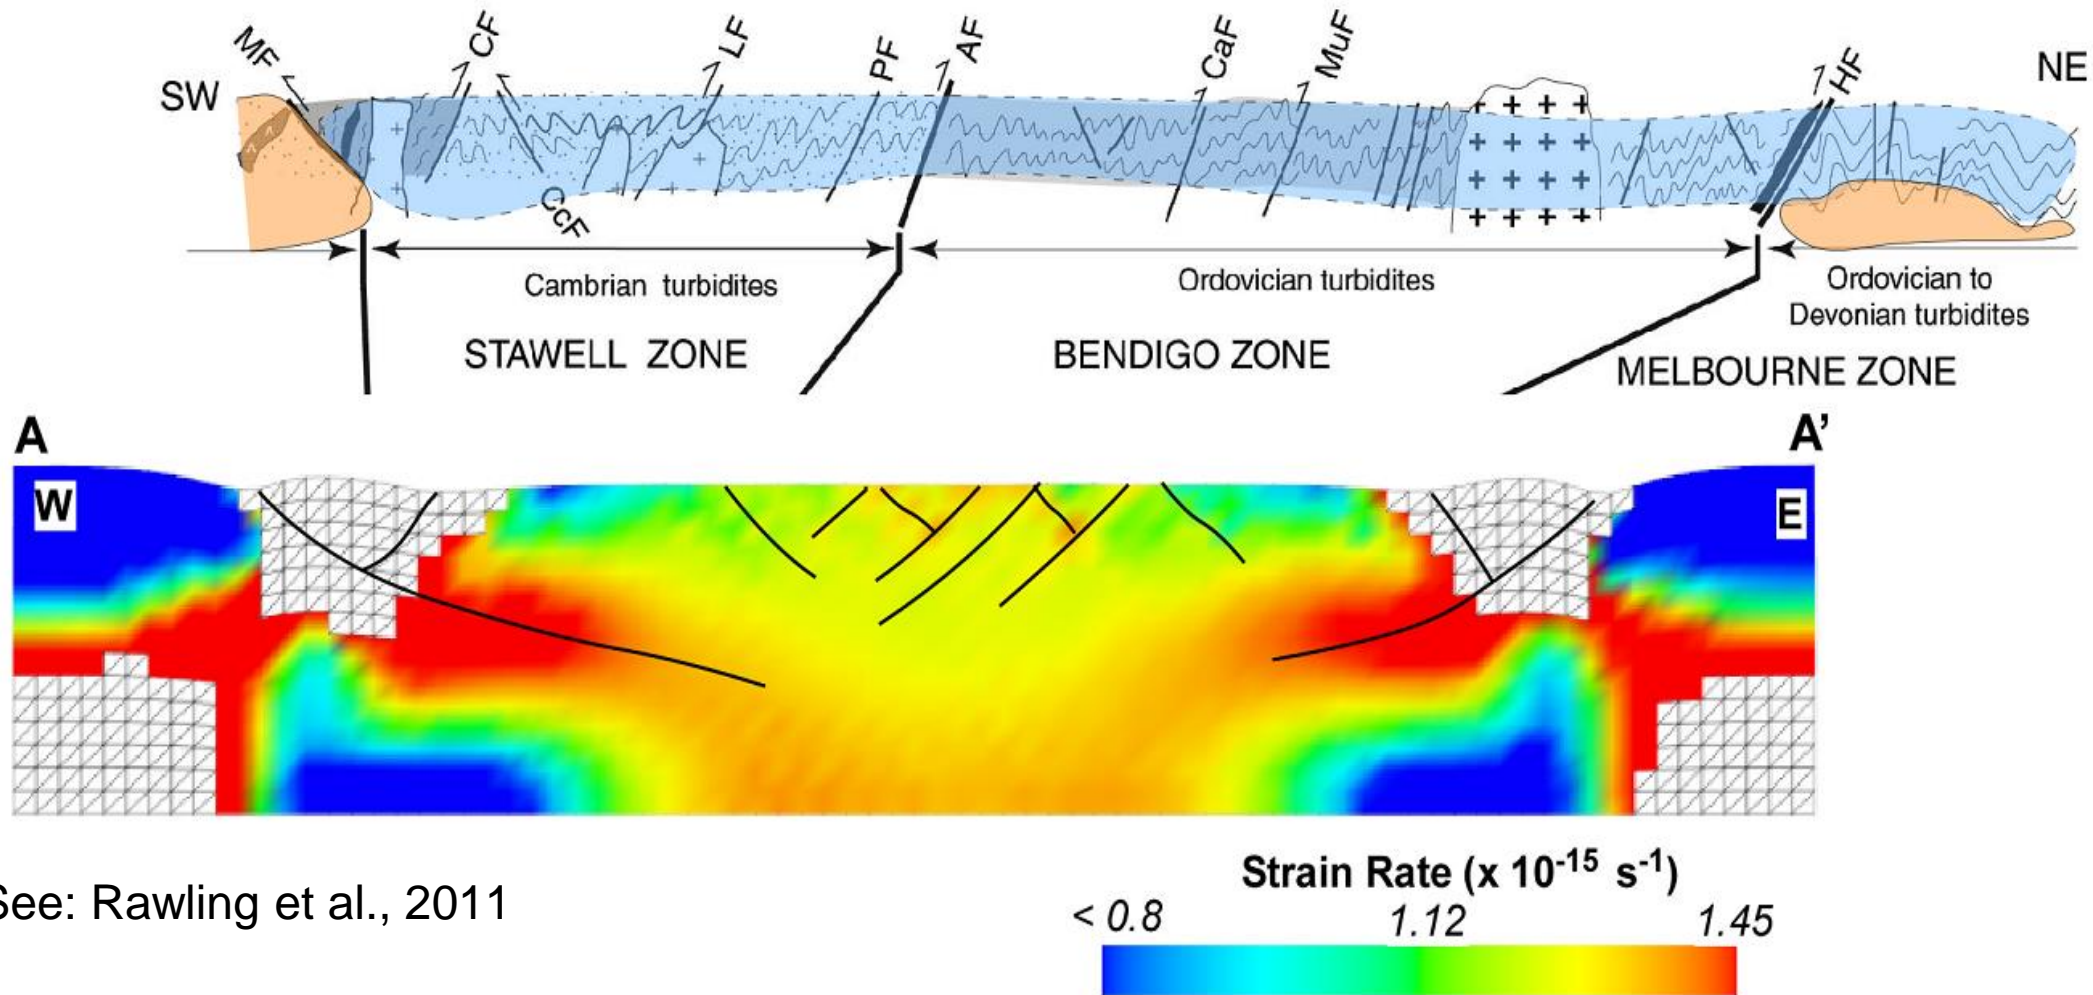 MF
CF
LF
PF
AF
CaF
MuF
HF
SW
NE
CcF
Cambrian turbidites
Ordovician turbidites
Ordovician to
Devonian turbidites
STAWELL ZONE
BENDIGO ZONE
MELBOURNE ZONE
A
A’
W
E
Strain Rate (x 10-15 s-1)
See: Rawling et al., 2011
< 0.8
1.12
1.45